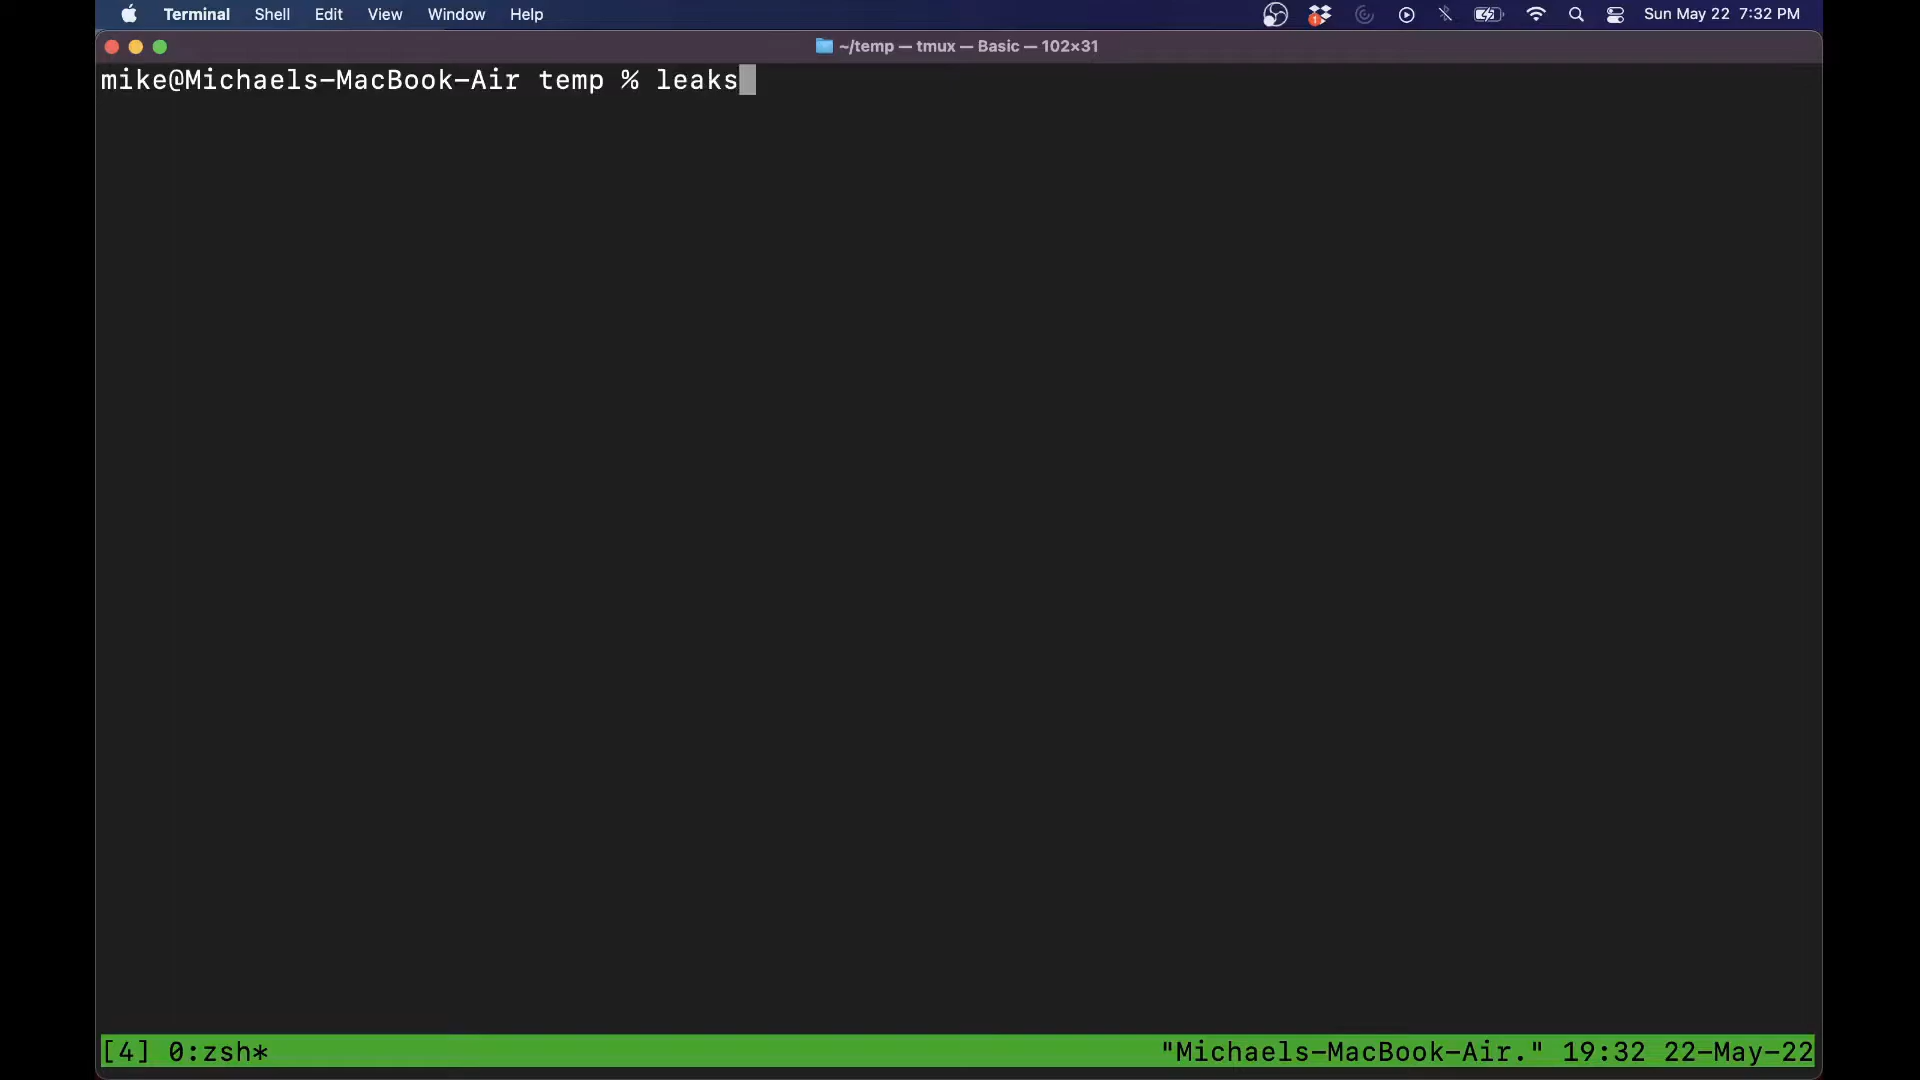 Terminal Shell Edit View Window Help Sun May 22 7:32 PM
~/temp — tmux — Basic — 102×31
mike@Michaels-MacBook-Air temp % leaks
[4] 0:zsh* "Michaels-MacBook-Air." 19:32 22-May-22